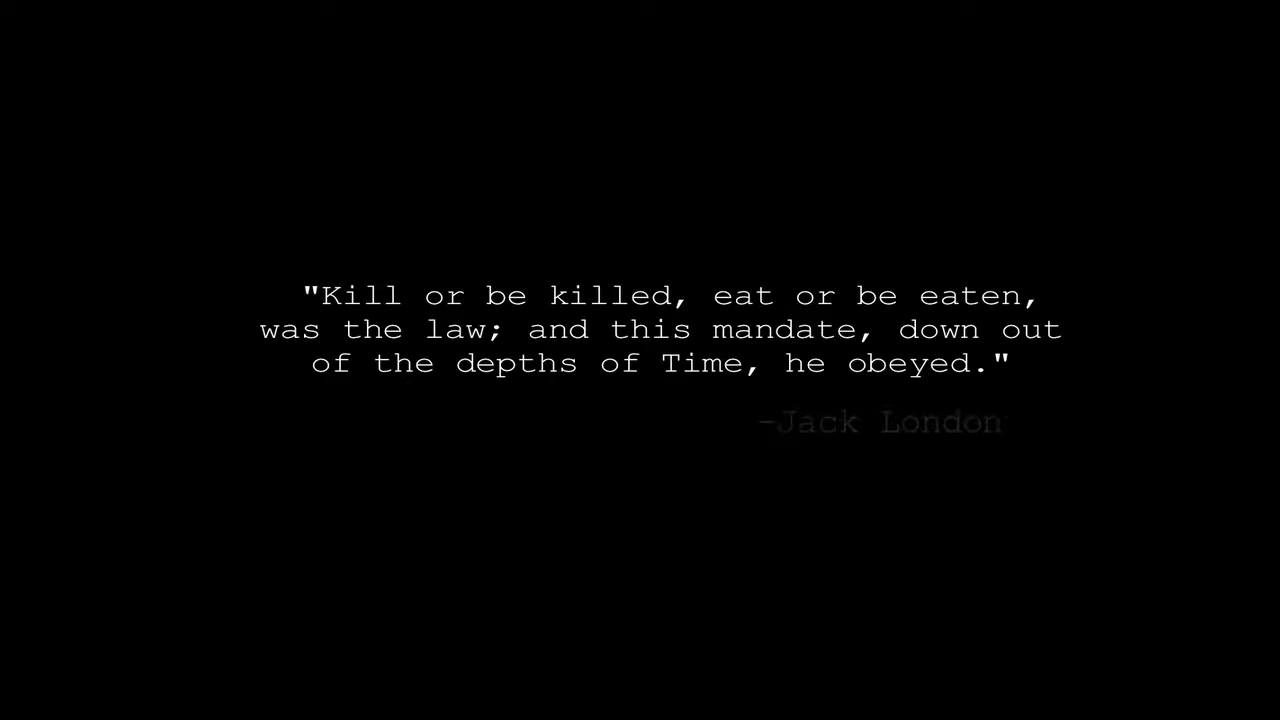 "Kill or be killed, eat or be eaten,
was the law; and this mandate, down out
of the depths of Time, he obeyed."
-Jack London